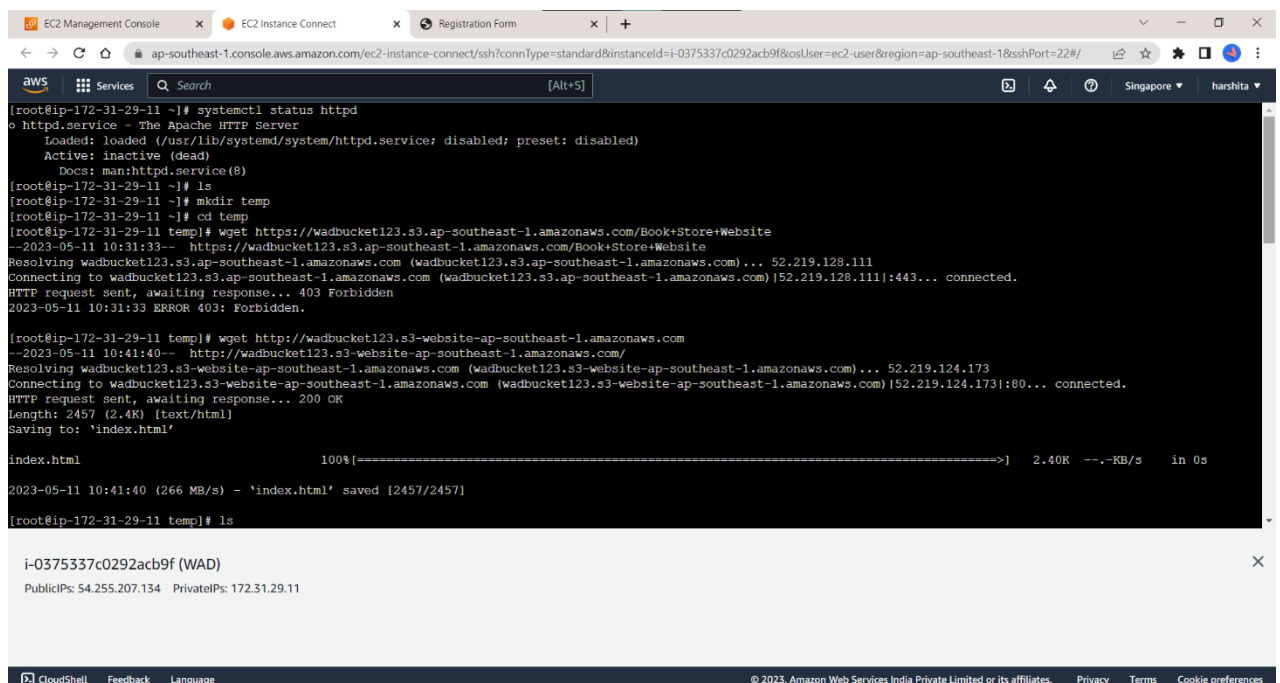 EC2 Management Console
EC2 Instance Connect
Registration Form
ap-southeast-1.console.aws.amazon.com/ec2-instance-connect/ssh?connType=standard&instanceId=i-0375337c0292acb9f&osUser=ec2-user&region=ap-southeast-1&sshPort=22#/
aws Services Search [Alt+S] Singapore harshita
[root@ip-172-31-29-11 ~]# systemctl status httpd
○ httpd.service - The Apache HTTP Server
Loaded: loaded (/usr/lib/systemd/system/httpd.service; disabled; preset: disabled)
Active: inactive (dead)
Docs: man:httpd.service(8)
[root@ip-172-31-29-11 ~]# ls
[root@ip-172-31-29-11 ~]# mkdir temp
[root@ip-172-31-29-11 ~]# cd temp
[root@ip-172-31-29-11 temp]# wget https://wadbucket123.s3.ap-southeast-1.amazonaws.com/Book+Store+Website
--2023-05-11 10:31:33-- https://wadbucket123.s3.ap-southeast-1.amazonaws.com/Book+Store+Website
Resolving wadbucket123.s3.ap-southeast-1.amazonaws.com (wadbucket123.s3.ap-southeast-1.amazonaws.com)... 52.219.128.111
Connecting to wadbucket123.s3.ap-southeast-1.amazonaws.com (wadbucket123.s3.ap-southeast-1.amazonaws.com)|52.219.128.111|:443... connected.
HTTP request sent, awaiting response... 403 Forbidden
2023-05-11 10:31:33 ERROR 403: Forbidden.
[root@ip-172-31-29-11 temp]# wget http://wadbucket123.s3-website-ap-southeast-1.amazonaws.com
--2023-05-11 10:41:40-- http://wadbucket123.s3-website-ap-southeast-1.amazonaws.com/
Resolving wadbucket123.s3-website-ap-southeast-1.amazonaws.com (wadbucket123.s3-website-ap-southeast-1.amazonaws.com)... 52.219.124.173
Connecting to wadbucket123.s3-website-ap-southeast-1.amazonaws.com (wadbucket123.s3-website-ap-southeast-1.amazonaws.com)|52.219.124.173|:80... connected.
HTTP request sent, awaiting response... 200 OK
Length: 2457 (2.4K) [text/html]
Saving to: ‘index.html’
index.html 100%[=================================================================================================>] 2.40K --.-KB/s in 0s
2023-05-11 10:41:40 (266 MB/s) - ‘index.html’ saved [2457/2457]
[root@ip-172-31-29-11 temp]# ls
i-0375337c0292acb9f (WAD)
PublicIPs: 54.255.207.134 PrivateIPs: 172.31.29.11
CloudShell Feedback Language © 2023, Amazon Web Services India Private Limited or its affiliates. Privacy Terms Cookie preferences